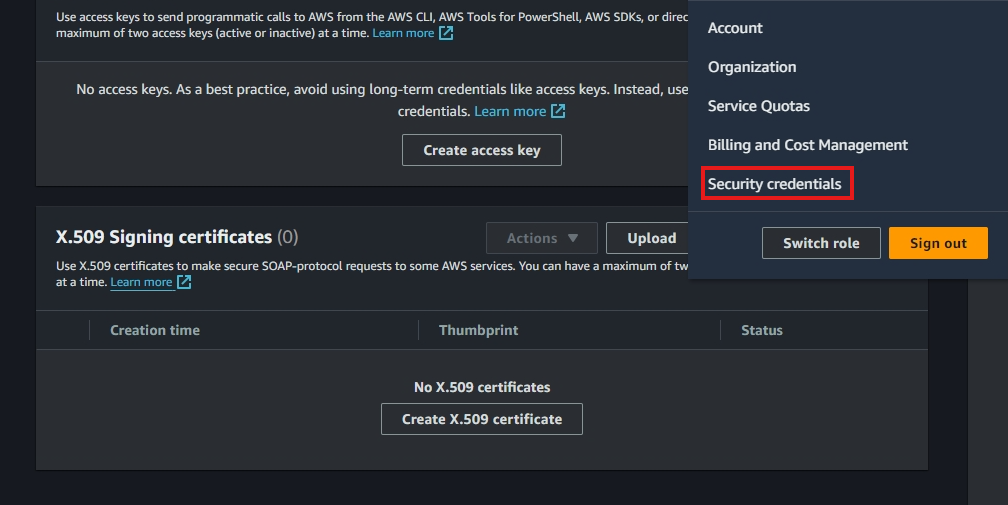 Use access keys to send programmatic calls to AWS from the AWS CLI, AWS Tools for PowerShell, AWS SDKs, or direc
maximum of two access keys (active or inactive) at a time. Learn more
No access keys. As a best practice, avoid using long-term credentials like access keys. Instead, use
credentials. Learn more
Create access key
Account
Organization
Service Quotas
Billing and Cost Management
Security credentials
Switch role
Sign out
X.509 Signing certificates (0)
Actions
Upload
Use X.509 certificates to make secure SOAP-protocol requests to some AWS services. You can have a maximum of tw
at a time. Learn more
Creation time
Thumbprint
Status
No X.509 certificates
Create X.509 certificate